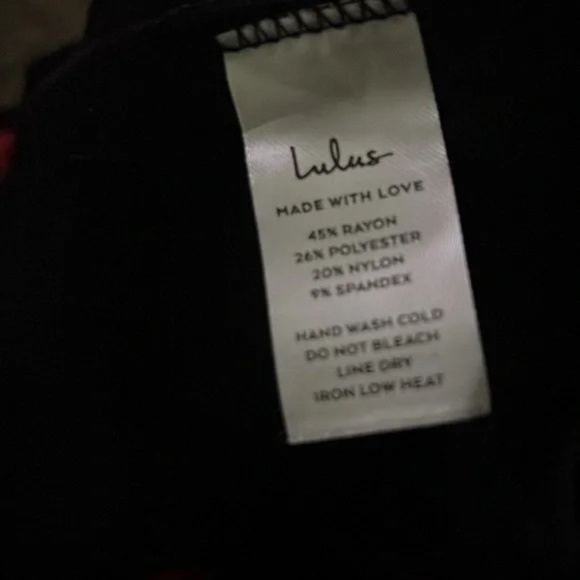 Lulus
MADE WITH LOVE
45% RAYON
26% POLYESTER
20% NYLON
9% SPANDEX
HAND WASH COLD
DO NOT BLEACH
LINE DRY
IRON LOW HEAT